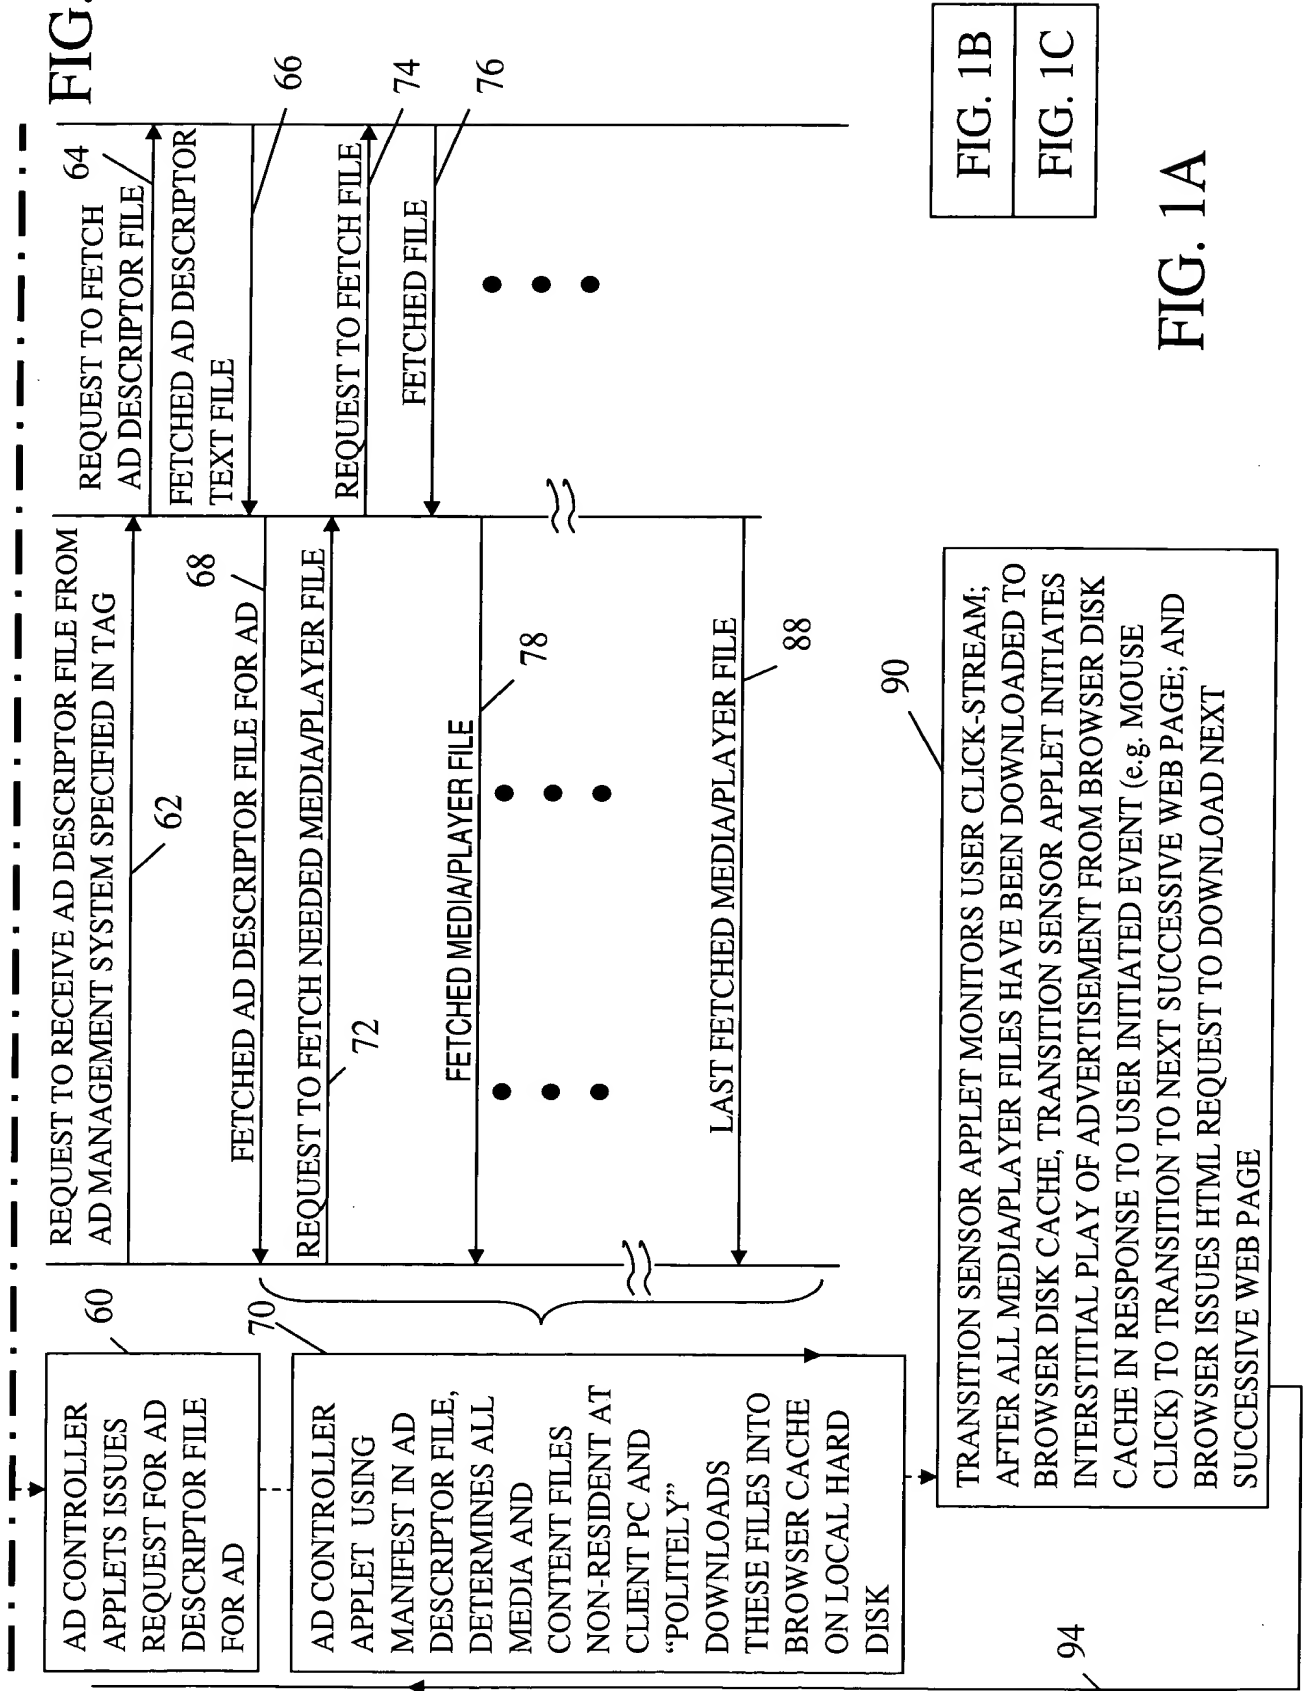 FIG.
AD CONTROLLER
APPLETS ISSUES
REQUEST FOR AD
DESCRIPTOR FILE
FOR AD
60
REQUEST TO RECEIVE AD DESCRIPTOR FILE FROM
AD MANAGEMENT SYSTEM SPECIFIED IN TAG
62
REQUEST TO FETCH
AD DESCRIPTOR FILE
64
FETCHED AD DESCRIPTOR
TEXT FILE
66
FETCHED AD DESCRIPTOR FILE FOR AD
68
AD CONTROLLER
APPLET USING
MANIFEST IN AD
DESCRIPTOR FILE,
DETERMINES ALL
MEDIA AND
CONTENT FILES
NON-RESIDENT AT
CLIENT PC AND
“POLITELY”
DOWNLOADS
THESE FILES INTO
BROWSER CACHE
ON LOCAL HARD
DISK
70
REQUEST TO FETCH NEEDED MEDIA/PLAYER FILE
72
REQUEST TO FETCH FILE
74
FETCHED FILE
76
FETCHED MEDIA/PLAYER FILE
78
LAST FETCHED MEDIA/PLAYER FILE
88
90
TRANSITION SENSOR APPLET MONITORS USER CLICK-STREAM;
AFTER ALL MEDIA/PLAYER FILES HAVE BEEN DOWNLOADED TO
BROWSER DISK CACHE, TRANSITION SENSOR APPLET INITIATES
INTERSTITIAL PLAY OF ADVERTISEMENT FROM BROWSER DISK
CACHE IN RESPONSE TO USER INITIATED EVENT (e.g. MOUSE
CLICK) TO TRANSITION TO NEXT SUCCESSIVE WEB PAGE; AND
BROWSER ISSUES HTML REQUEST TO DOWNLOAD NEXT
SUCCESSIVE WEB PAGE
94
FIG. 1B
FIG. 1C
FIG. 1A